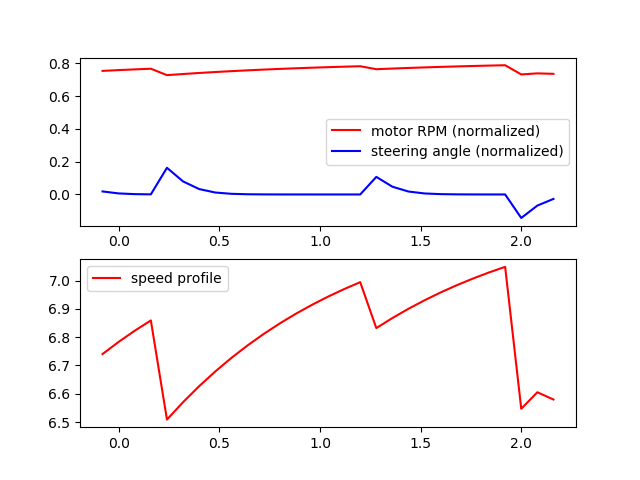 0.8
0.6
0.4
0.2
0.0
motor RPM (normalized)
steering angle (normalized)
0.0 0.5 1.0 1.5 2.0
7.0
6.9
6.8
6.7
6.6
6.5
speed profile
0.0 0.5 1.0 1.5 2.0